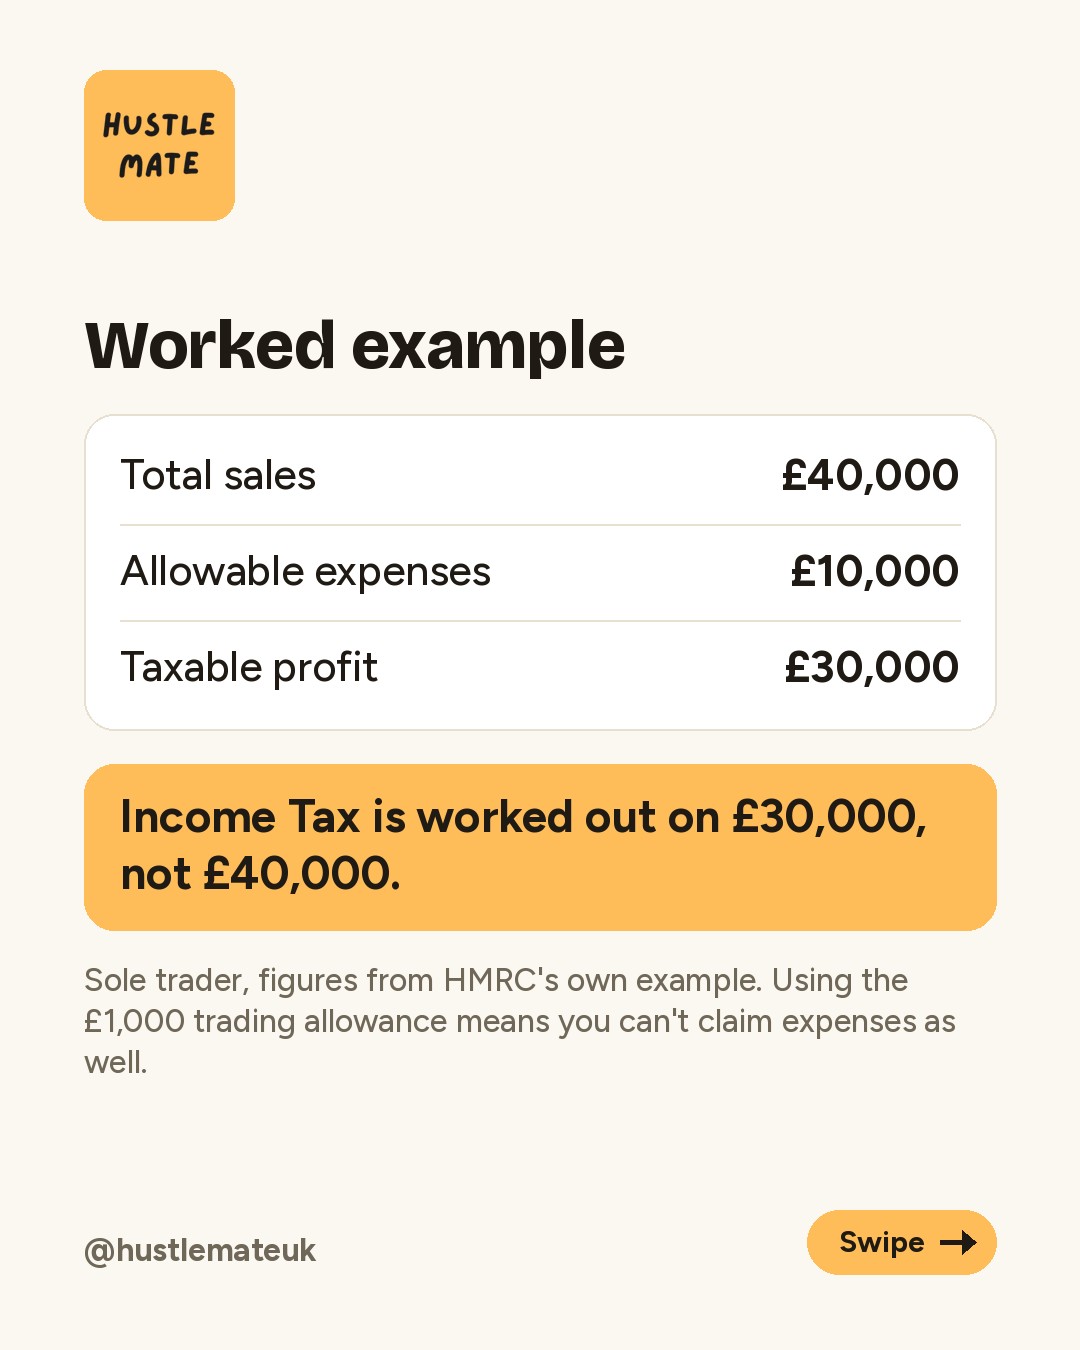 HUSTLE
MATE
Worked example
Total sales £40,000
Allowable expenses £10,000
Taxable profit £30,000
Income Tax is worked out on £30,000,
not £40,000.
Sole trader, figures from HMRC's own example. Using the
£1,000 trading allowance means you can't claim expenses as
well.
@hustlemateuk
Swipe